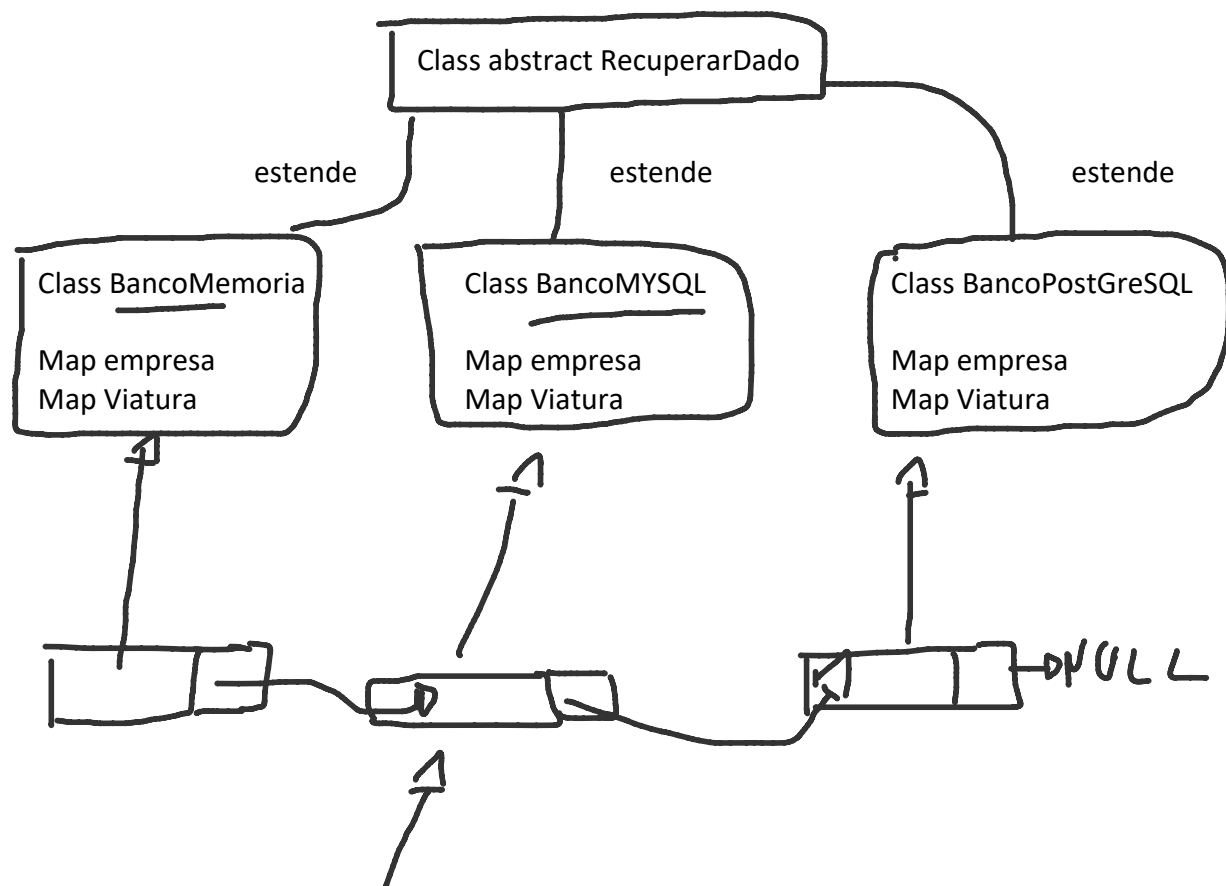 Class abstract RecuperarDado
estende
estende
estende
Class BancoMemoria
Map empresa
Map Viatura
Class BancoMYSQL
Map empresa
Map Viatura
Class BancoPostGreSQL
Map empresa
Map Viatura
NULL